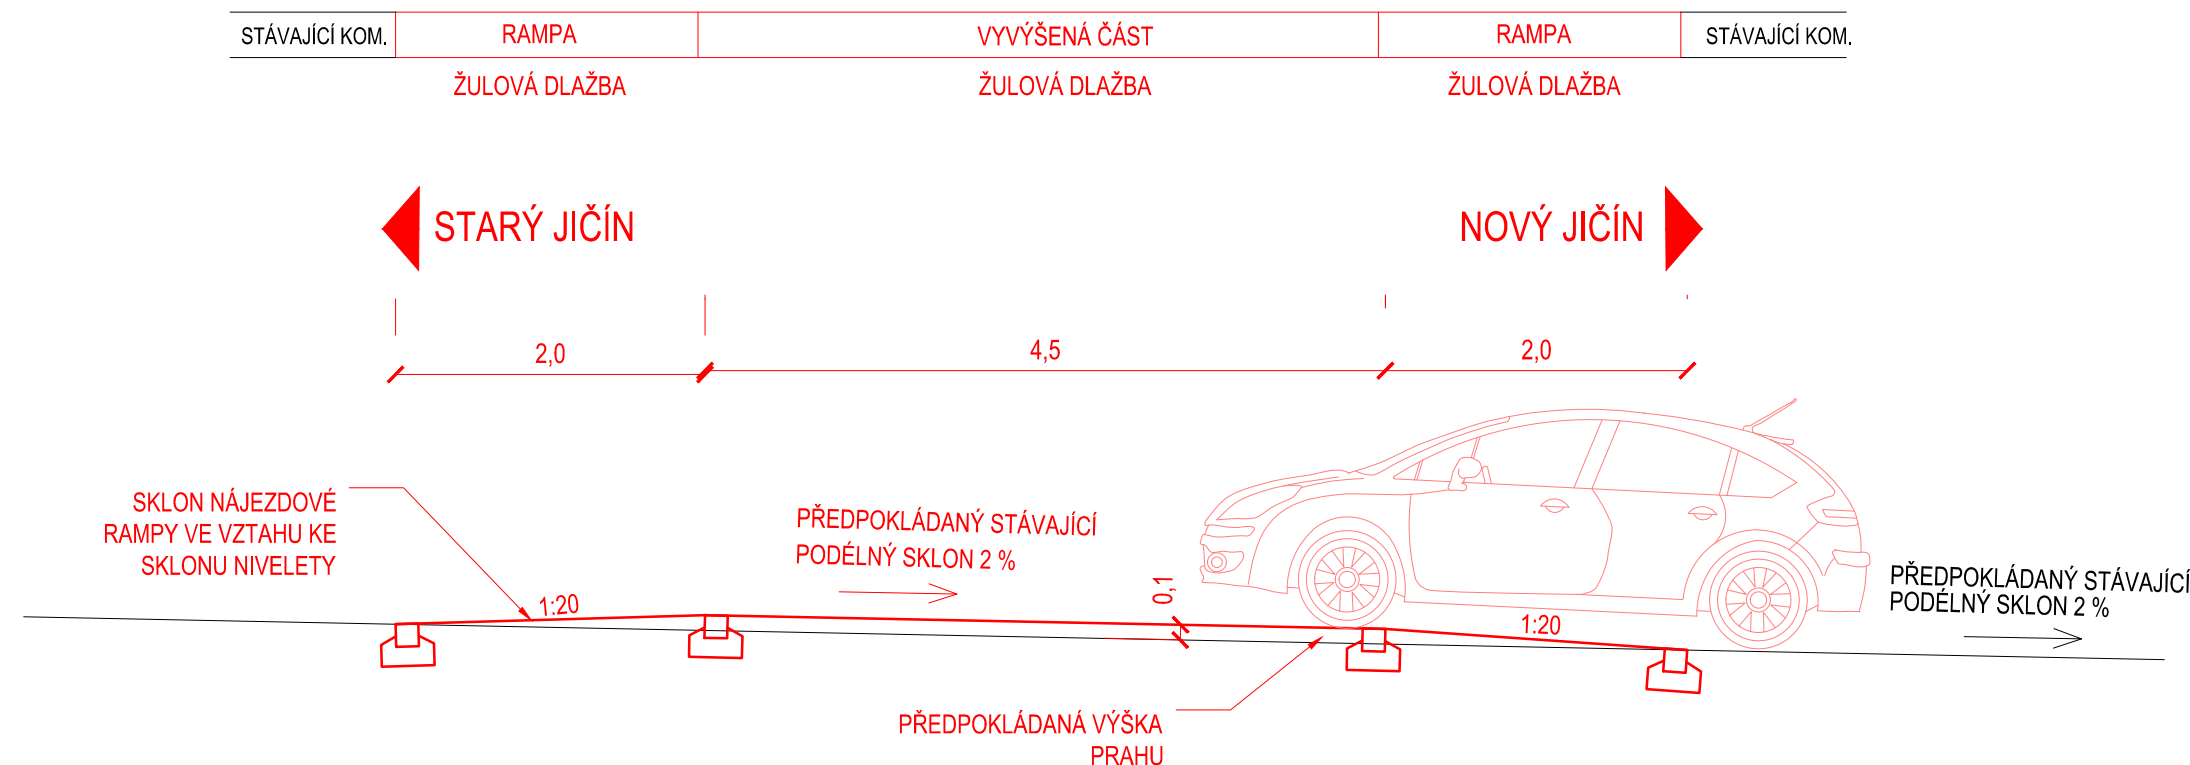 STÁVAJÍCÍ KOM.
RAMPA
VYVÝŠENÁ ČÁST
RAMPA
STÁVAJÍCÍ KOM.
ŽULOVÁ DLAŽBA
ŽULOVÁ DLAŽBA
ŽULOVÁ DLAŽBA
STARÝ JIČÍN
NOVÝ JIČÍN
2,0
4,5
2,0
SKLON NÁJEZDOVÉ
RAMPY VE VZTAHU KE
SKLONU NIVELETY
PŘEDPOKLÁDANÝ STÁVAJÍCÍ
PODÉLNÝ SKLON 2 %
0,1
PŘEDPOKLÁDANÝ STÁVAJÍCÍ
PODÉLNÝ SKLON 2 %
1:20
1:20
PŘEDPOKLÁDANÁ VÝŠKA
PRAHU